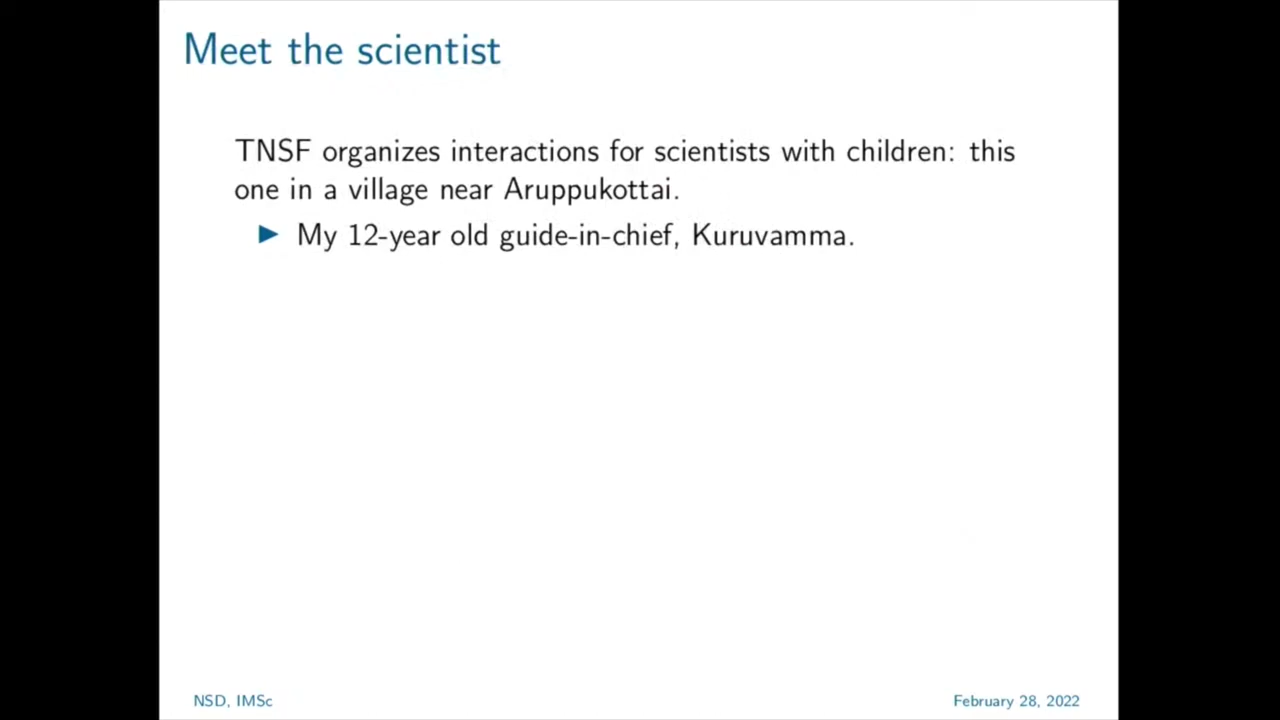 Meet the scientist
TNSF organizes interactions for scientists with children: this
one in a village near Aruppukottai.
▶ My 12-year old guide-in-chief, Kuruvamma.
NSD, IMSc
February 28, 2022